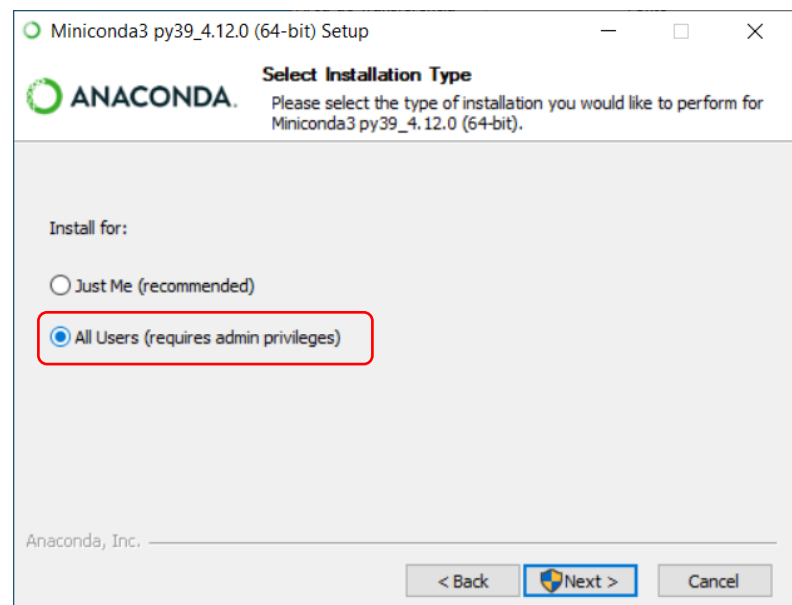 Miniconda3 py39_4.12.0 (64-bit) Setup
ANACONDA.
Select Installation Type
Please select the type of installation you would like to perform for
Miniconda3 py39_4.12.0 (64-bit).
Install for:
Just Me (recommended)
All Users (requires admin privileges)
Anaconda, Inc.
< Back
Next >
Cancel